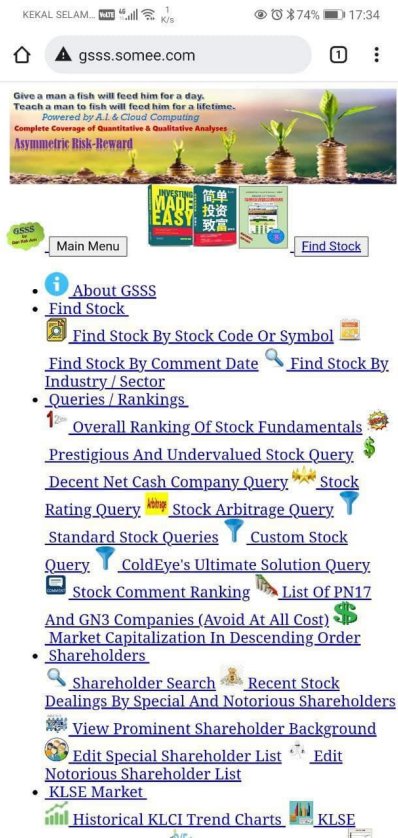 KEKAL SELAM... VoLTE 4G 1 K/s 74% 17:34
gsss.somee.com 1
Give a man a fish will feed him for a day.
Teach a man to fish will feed him for a lifetime.
Powered by A.I. & Cloud Computing
Complete Coverage of Quantitative & Qualitative Analyses
Asymmetric Risk-Reward
INVESTING MADE EASY
简单投资致富
GSSS by
Main Menu Find Stock
About GSSS
Find Stock
Find Stock By Stock Code Or Symbol
Find Stock By Comment Date Find Stock By
Industry / Sector
Queries / Rankings
Overall Ranking Of Stock Fundamentals
Prestigious And Undervalued Stock Query
Decent Net Cash Company Query Stock
Rating Query Arbitrage Stock Arbitrage Query
Standard Stock Queries Custom Stock
Query ColdEye's Ultimate Solution Query
COMMENT Stock Comment Ranking List Of PN17
And GN3 Companies (Avoid At All Cost)
Market Capitalization In Descending Order
Shareholders
Shareholder Search Recent Stock
Dealings By Special And Notorious Shareholders
View Prominent Shareholder Background
Edit Special Shareholder List Edit
Notorious Shareholder List
KLSE Market
Historical KLCI Trend Charts KLSE